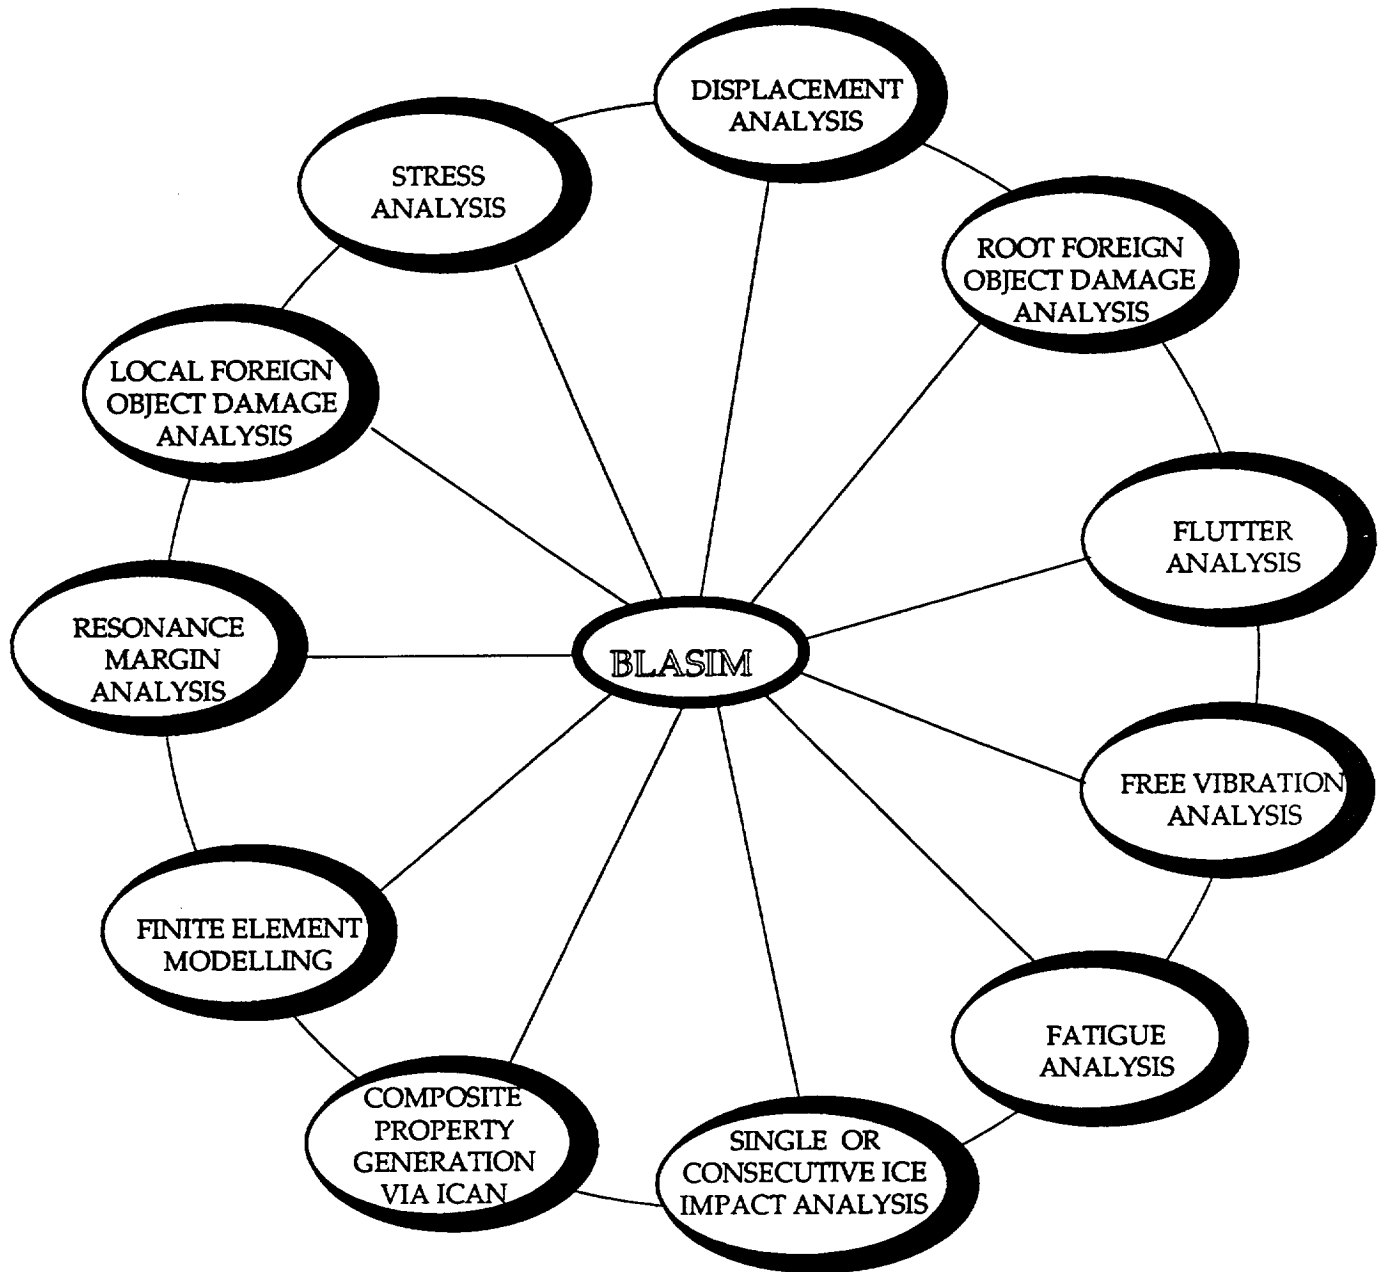 DISPLACEMENT
ANALYSIS
STRESS
ANALYSIS
ROOT FOREIGN
OBJECT DAMAGE
ANALYSIS
LOCAL FOREIGN
OBJECT DAMAGE
ANALYSIS
FLUTTER
ANALYSIS
RESONANCE
MARGIN
ANALYSIS
BLASIM
FREE VIBRATION
ANALYSIS
FINITE ELEMENT
MODELLING
FATIGUE
ANALYSIS
COMPOSITE
PROPERTY
GENERATION
VIA ICAN
SINGLE OR
CONSECUTIVE ICE
IMPACT ANALYSIS